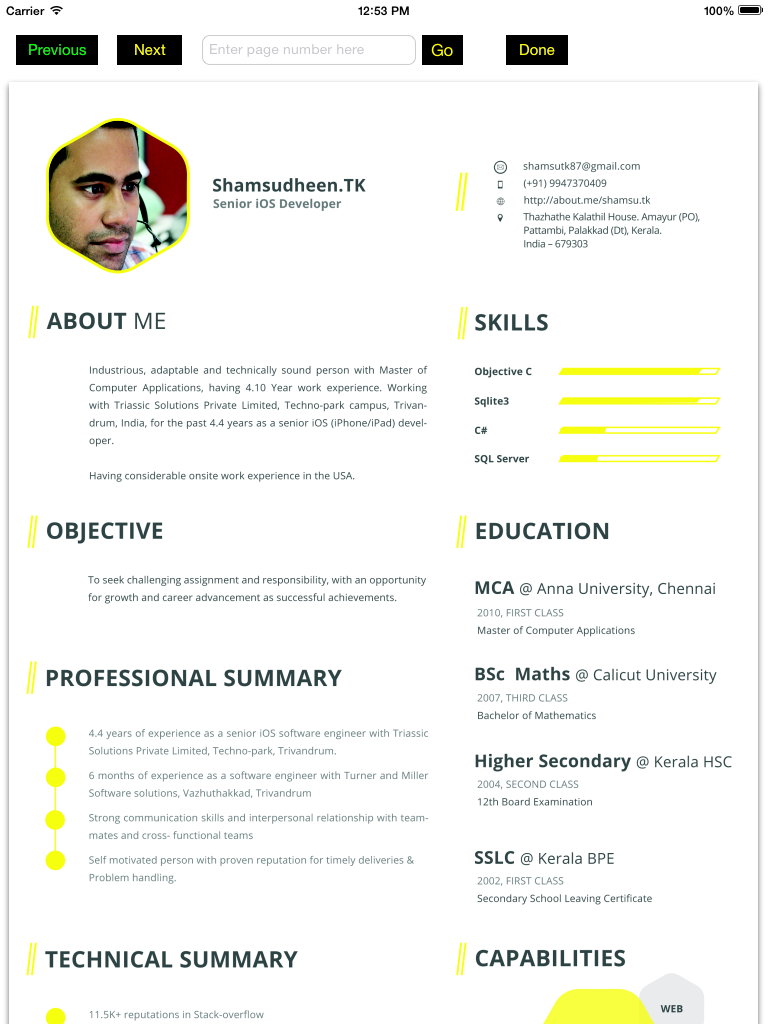 Carrier 12:53 PM 100%
Previous Next Enter page number here Go Done
Shamsudheen.TK
Senior iOS Developer
shamsutk87@gmail.com
(+91) 9947370409
http://about.me/shamsu.tk
Thazhathe Kalathil House. Amayur (PO),
Pattambi, Palakkad (Dt), Kerala.
India – 679303
ABOUT ME
Industrious, adaptable and technically sound person with Master of
Computer Applications, having 4.10 Year work experience. Working
with Triassic Solutions Private Limited, Techno-park campus, Trivan-
drum, India, for the past 4.4 years as a senior iOS (iPhone/iPad) devel-
oper.
Having considerable onsite work experience in the USA.
OBJECTIVE
To seek challenging assignment and responsibility, with an opportunity
for growth and career advancement as successful achievements.
PROFESSIONAL SUMMARY
4.4 years of experience as a senior iOS software engineer with Triassic
Solutions Private Limited, Techno-park, Trivandrum.
6 months of experience as a software engineer with Turner and Miller
Software solutions, Vazhuthakkad, Trivandrum
Strong communication skills and interpersonal relationship with team-
mates and cross- functional teams
Self motivated person with proven reputation for timely deliveries &
Problem handling.
TECHNICAL SUMMARY
11.5K+ reputations in Stack-overflow
SKILLS
Objective C
Sqlite3
C#
SQL Server
EDUCATION
MCA @ Anna University, Chennai
2010, FIRST CLASS
Master of Computer Applications
BSc Maths @ Calicut University
2007, THIRD CLASS
Bachelor of Mathematics
Higher Secondary @ Kerala HSC
2004, SECOND CLASS
12th Board Examination
SSLC @ Kerala BPE
2002, FIRST CLASS
Secondary School Leaving Certificate
CAPABILITIES
WEB